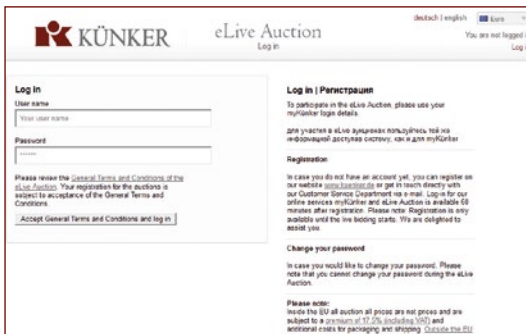 deutsch | english Euro
KÜNKER eLive Auction
Log in
You are not logged
Log
Log in
User name
Your user name
Password
Please review the General Terms and Conditions of the
eLive Auction. Your registration for the auctions is
subject to acceptance of the General Terms and
Conditions.
Accept General Terms and Conditions and log in
Log in | Регистрация
To participate in the eLive Auction, please use your
myKünker login details.
для участия в eLive аукционах пользуйтесь той же
информацией доступа в систему, как и для myKünker
Registration
In case you do not have an account yet, you can register on
our website www.kuenker.de or get in touch directly with
our Customer Service Department via e-mail. Log-in for our
online services myKünker and eLive Auction is available 60
minutes after registration. Please note: Registration is only
available until the live bidding starts. We are delighted to
assist you.
Change your password
In case you would like to change your password. Please
note that you cannot change your password during the eLive
Auction.
Please note:
Inside the EU all auction all prices are net prices and are
subject to a premium of 17,5% (including VAT) and
additional costs for packaging and shipping. Outside the EU